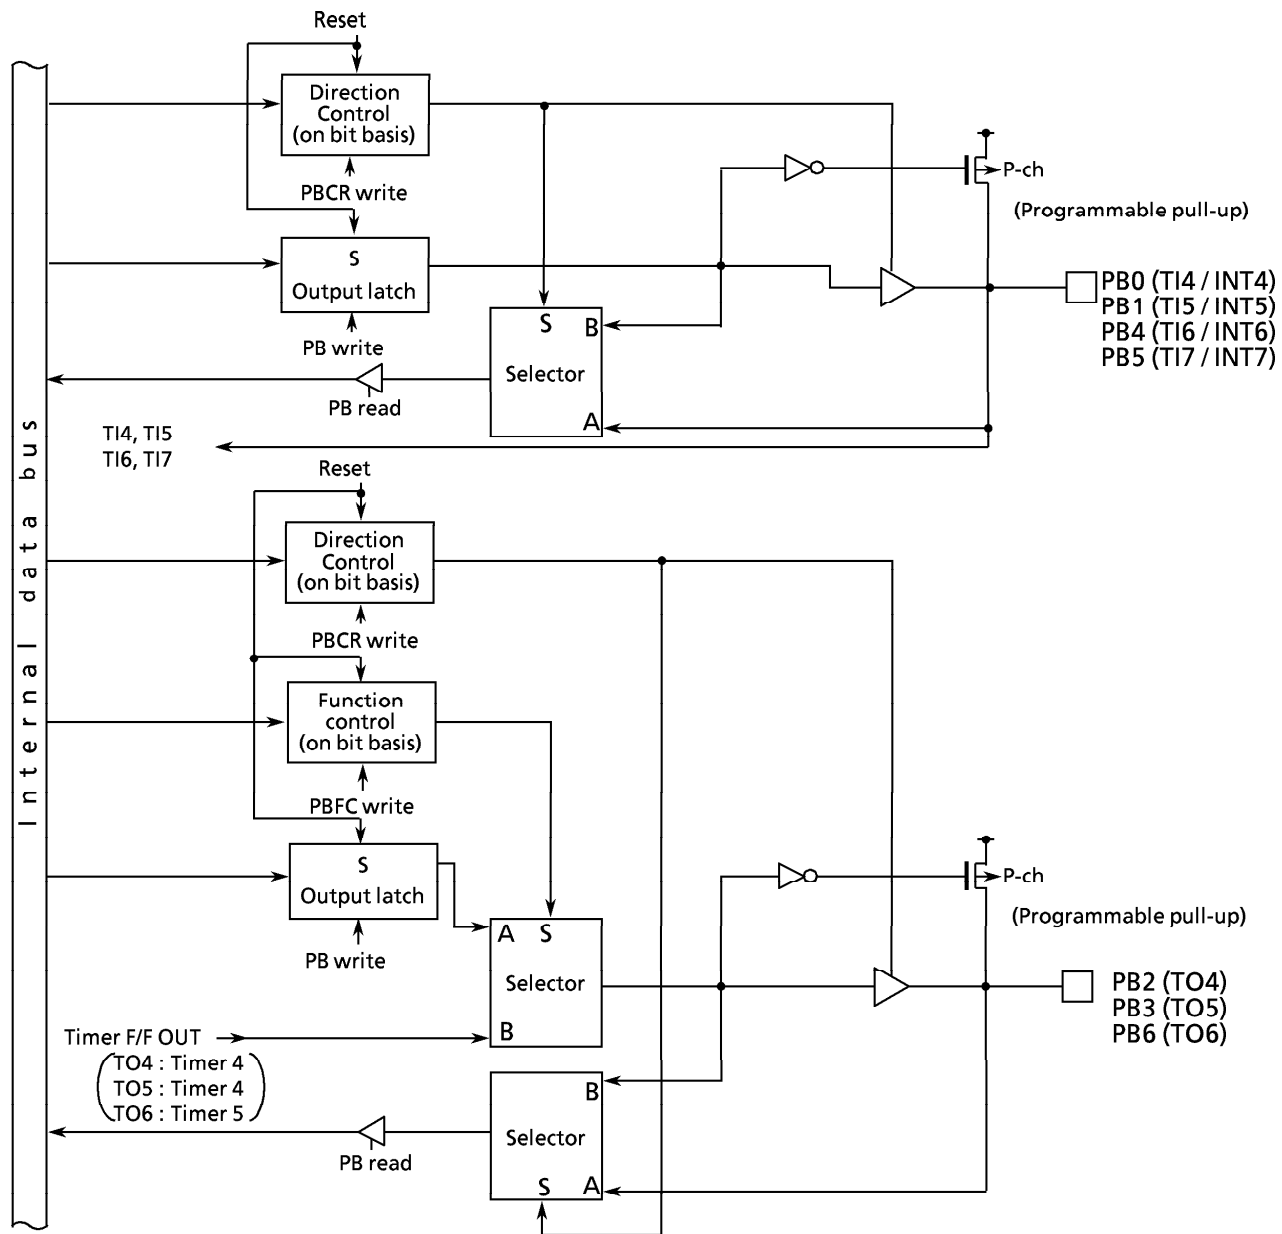 Reset
Direction
Control
(on bit basis)
P-ch
PBCR write
(Programmable pull-up)
S
Output latch
PB0 (TI4 / INT4)
PB1 (TI5 / INT5)
PB4 (TI6 / INT6)
PB5 (TI7 / INT7)
S B
PB write
Selector
PB read
A
TI4, TI5
TI6, TI7
Internal data bus
Reset
Direction
Control
(on bit basis)
PBCR write
Function
control
(on bit basis)
PBFC write
S
Output latch
P-ch
(Programmable pull-up)
A S
PB write
Selector
PB2 (TO4)
PB3 (TO5)
PB6 (TO6)
B
Timer F/F OUT
TO4 : Timer 4
TO5 : Timer 4
TO6 : Timer 5
B
Selector
PB read
S A